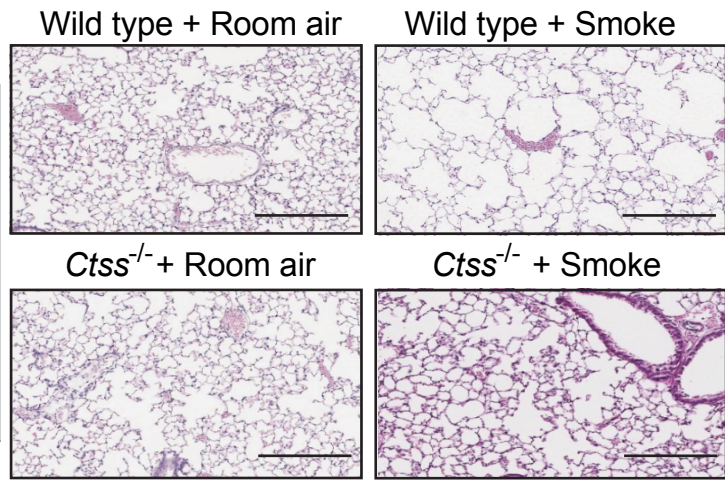 Wild type + Room air
Wild type + Smoke
Ctss-/- + Room air
Ctss-/- + Smoke